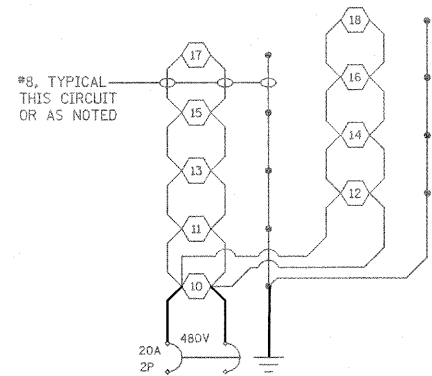 18
17
#8, TYPICAL
THIS CIRCUIT
OR AS NOTED
16
15
14
13
12
11
10
480V
20A
2P